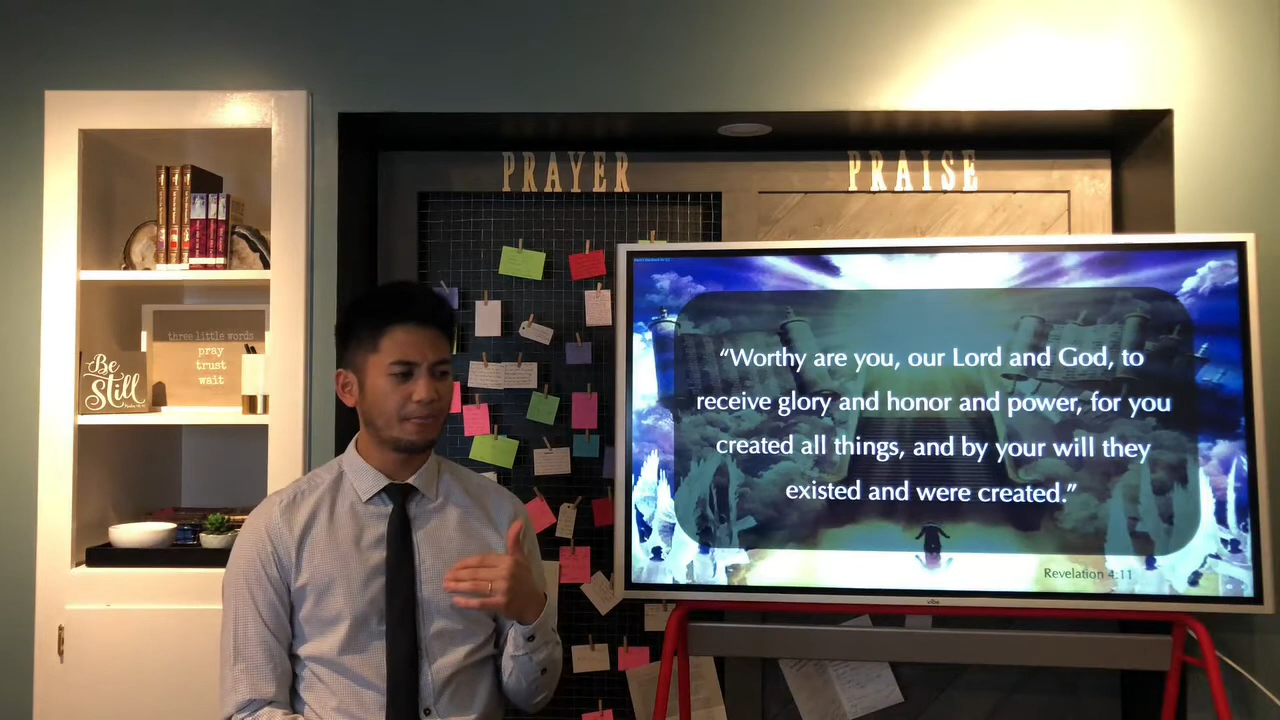 PRAYER
PRAISE
three little words
pray
trust
wait
Be
Still
“Worthy are you, our Lord and God, to
receive glory and honor and power, for you
created all things, and by your will they
existed and were created.”
Revelation 4:11
vibe